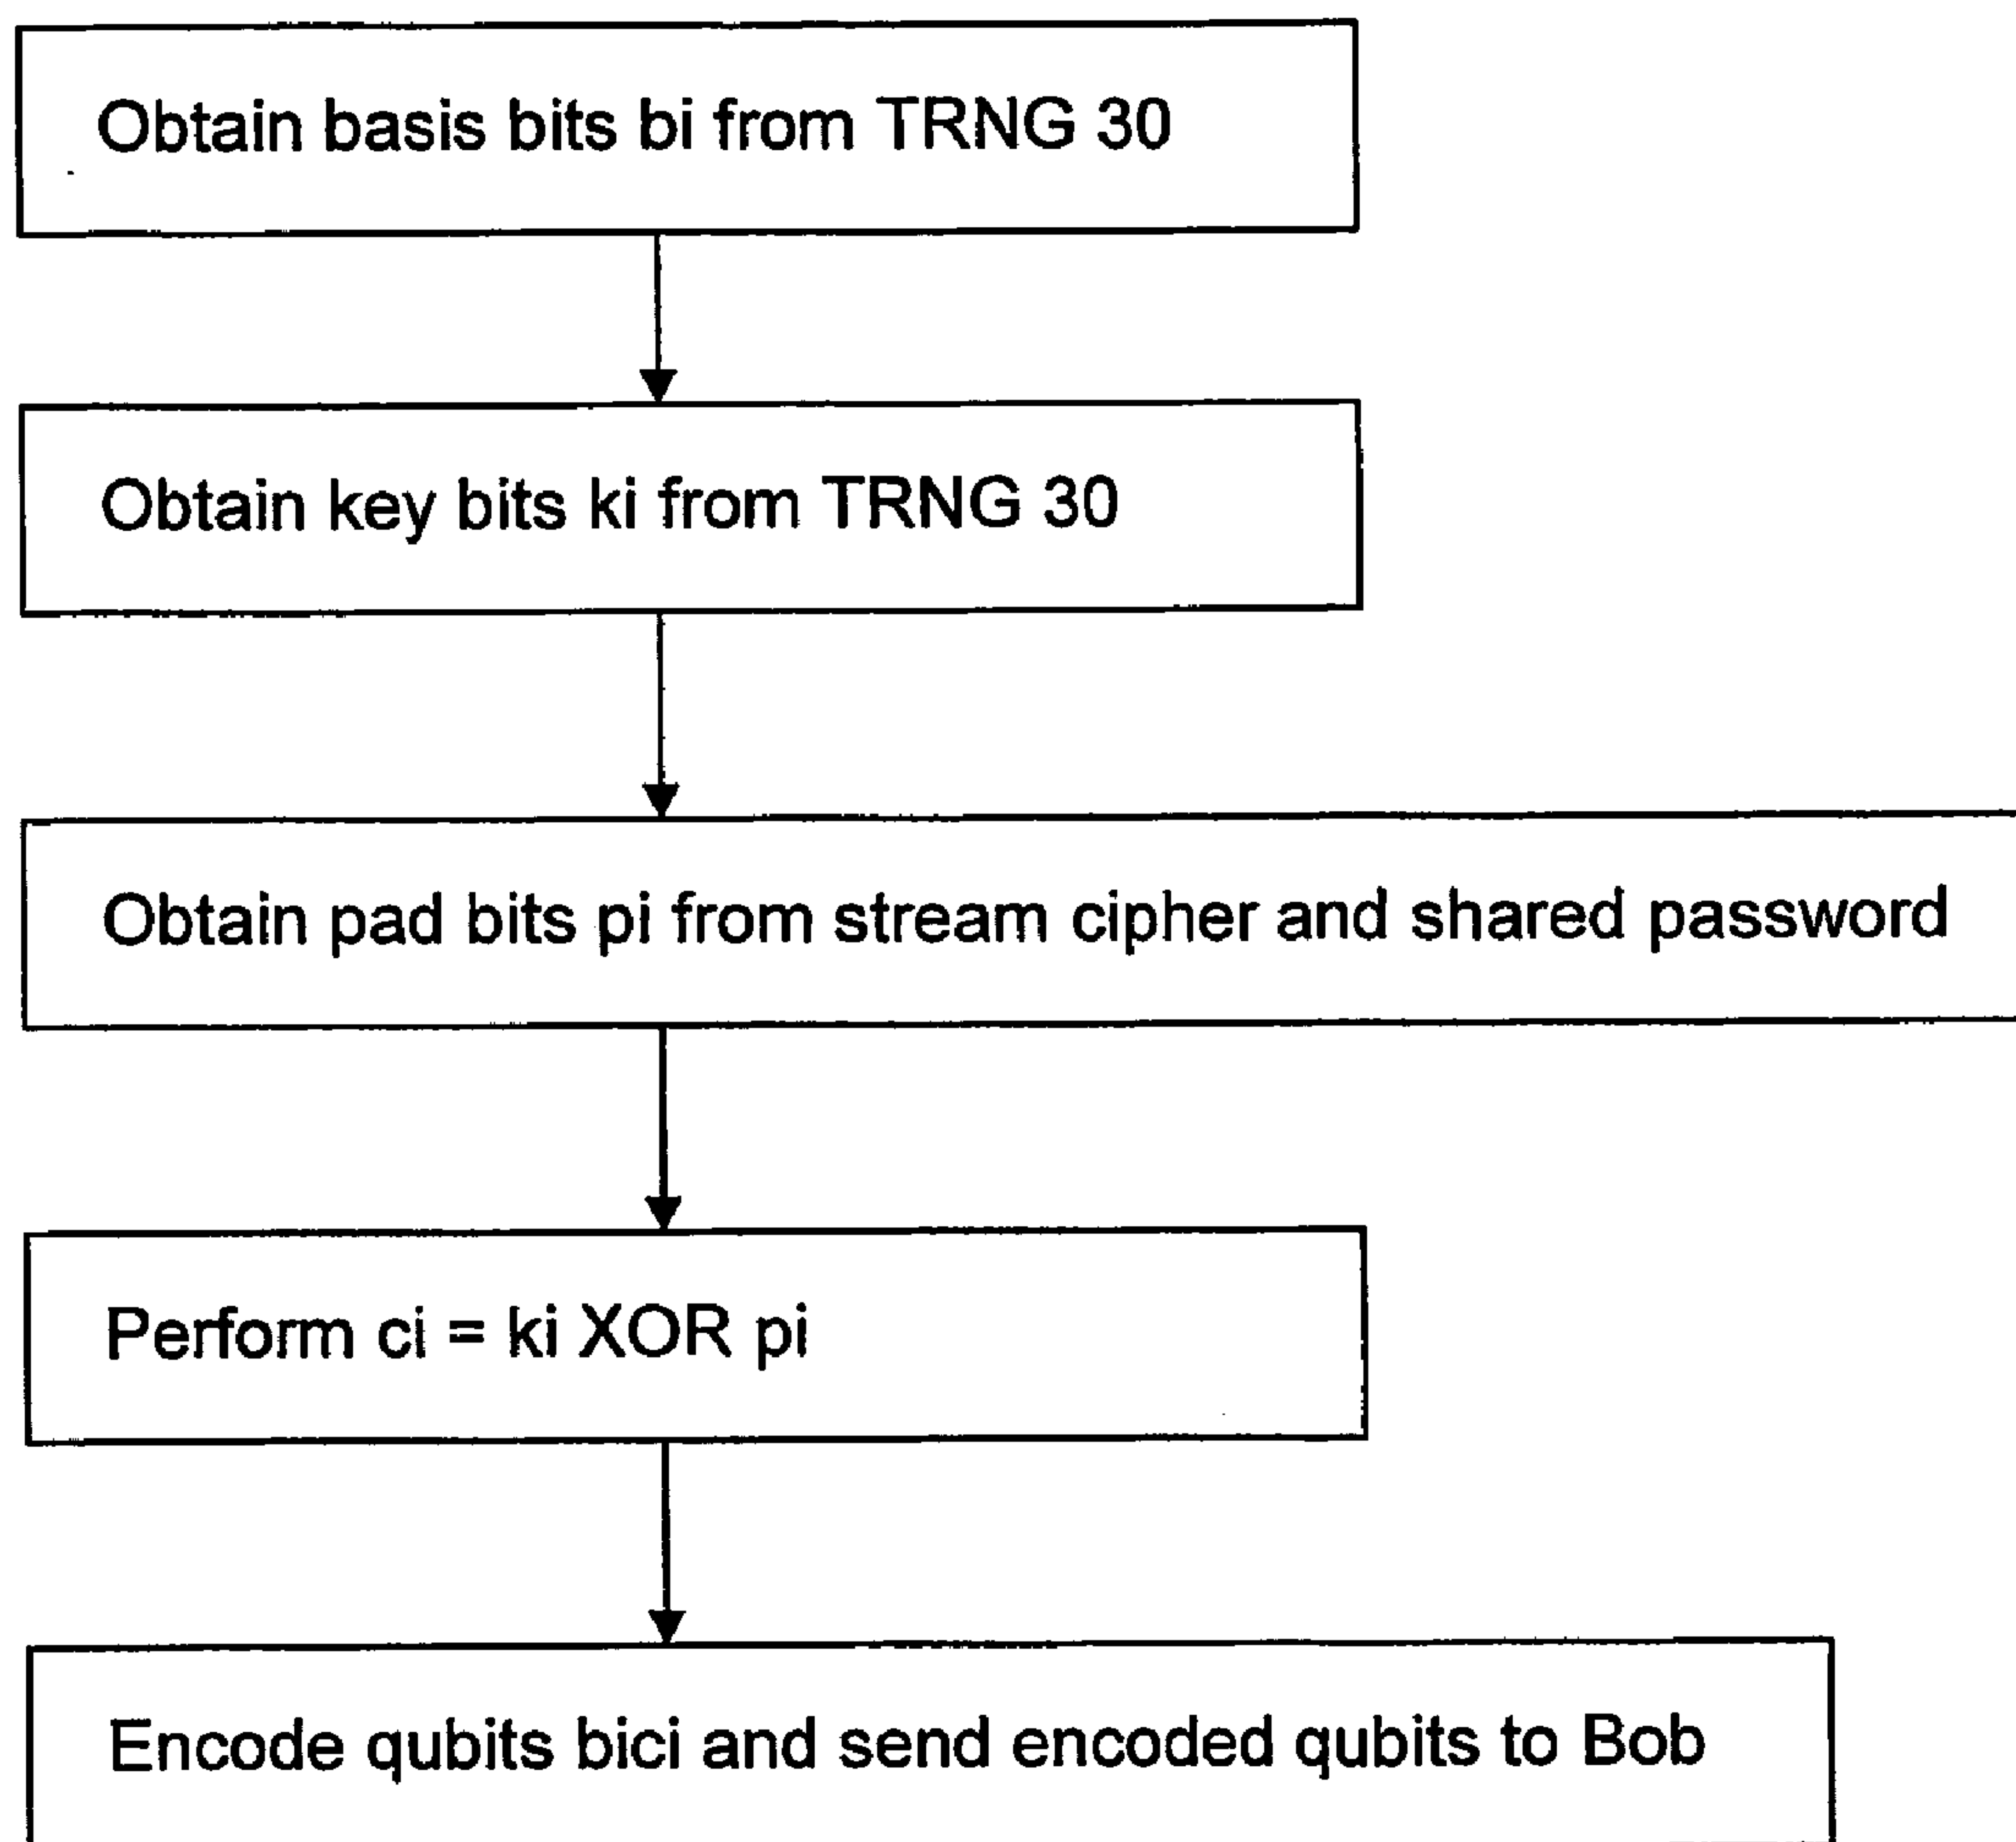 Obtain basis bits bi from TRNG 30
Obtain key bits ki from TRNG 30
Obtain pad bits pi from stream cipher and shared password
Perform ci = ki XOR pi
Encode qubits bici and send encoded qubits to Bob